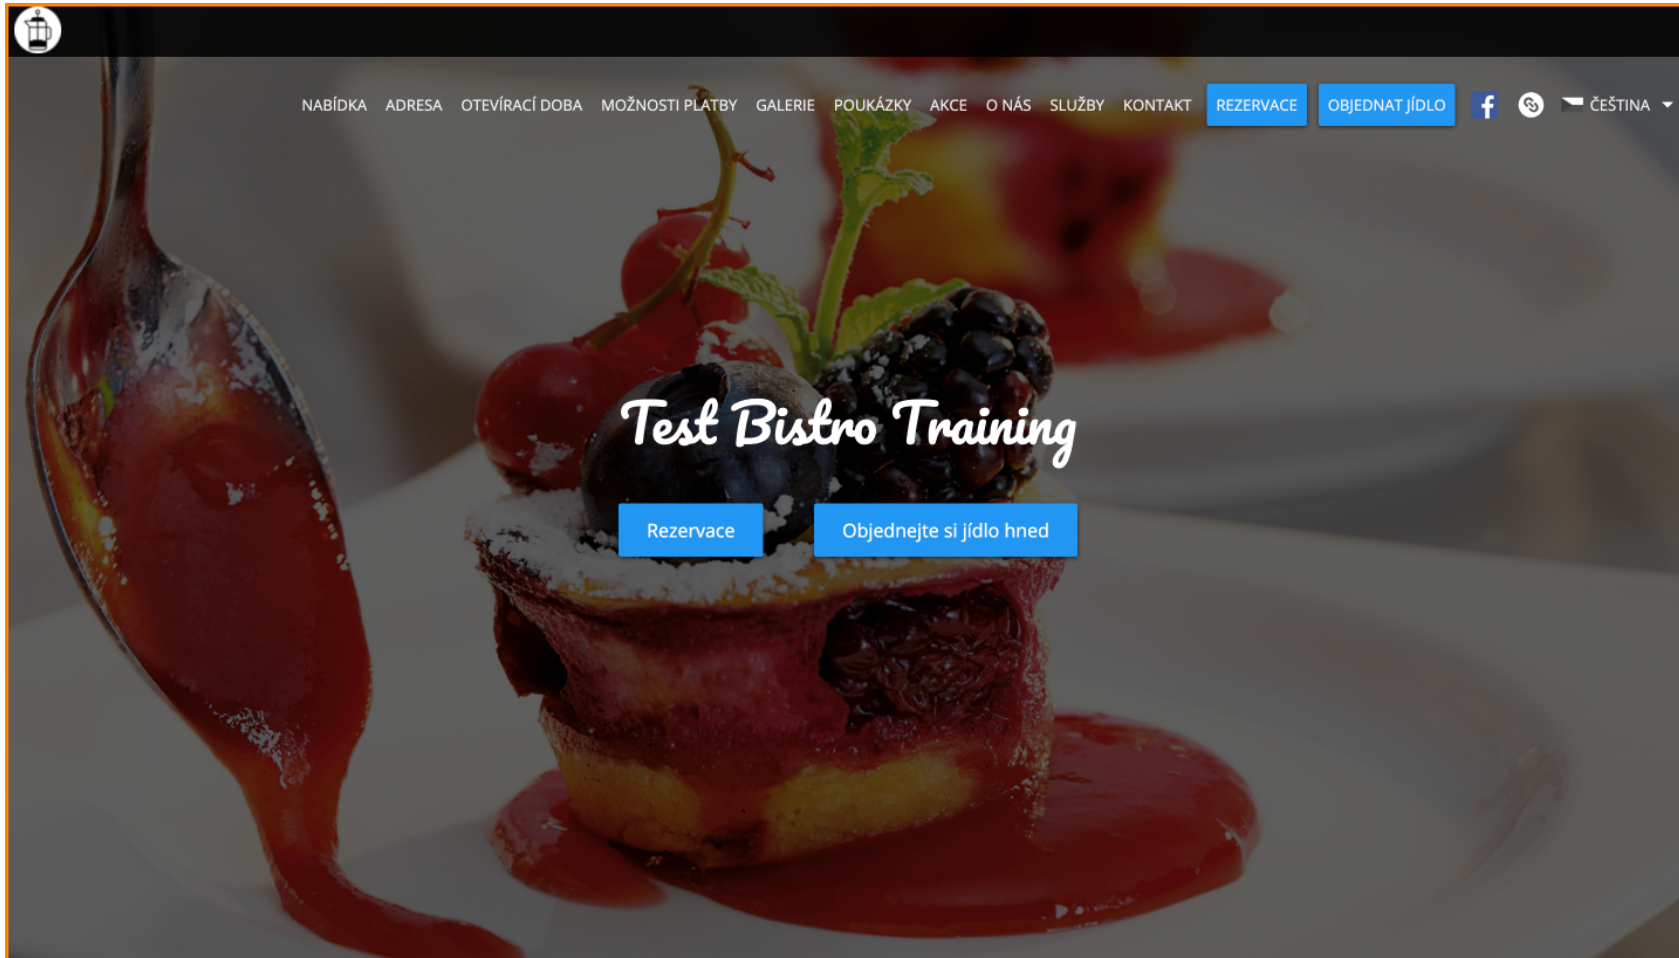 NABÍDKA ADRESA OTEVÍRACÍ DOBA MOŽNOSTI PLATBY GALERIE POUKÁZKY AKCE O NÁS SLUŽBY KONTAKT REZERVACE OBJEDNAT JÍDLO f ČEŠTINA
Test Bistro Training
Rezervace Objednejte si jídlo hned